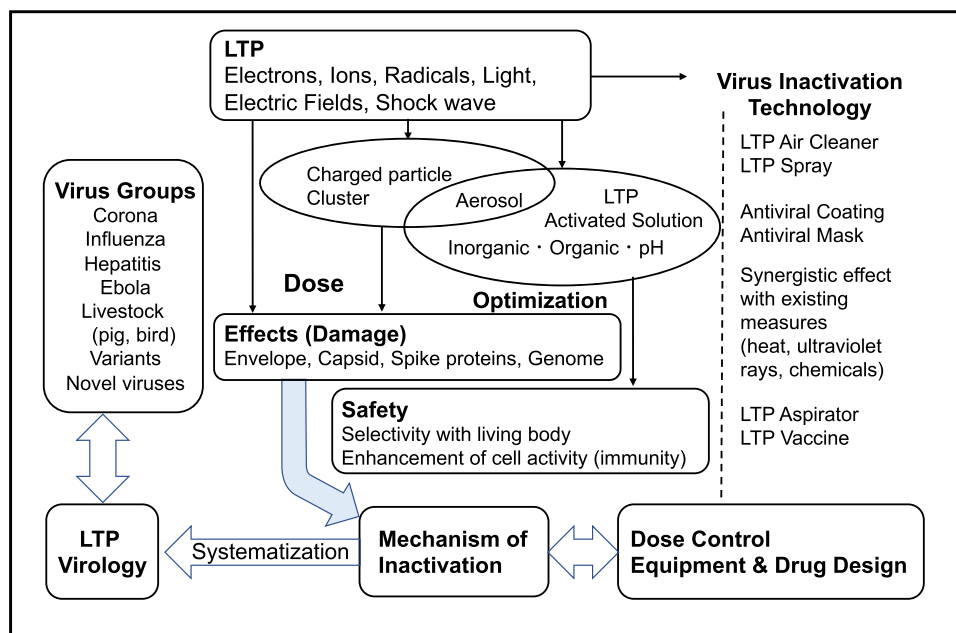 LTP
Electrons, Ions, Radicals, Light,
Electric Fields, Shock wave
Virus Inactivation
Technology
LTP Air Cleaner
LTP Spray
Antiviral Coating
Antiviral Mask
Synergistic effect
with existing
measures
(heat, ultraviolet
rays, chemicals)
LTP Aspirator
LTP Vaccine
Charged particle
Cluster
Aerosol
LTP
Activated Solution
Inorganic・Organic・pH
Virus Groups
Corona
Influenza
Hepatitis
Ebola
Livestock
(pig, bird)
Variants
Novel viruses
Dose
Optimization
Effects (Damage)
Envelope, Capsid, Spike proteins, Genome
Safety
Selectivity with living body
Enhancement of cell activity (immunity)
LTP
Virology
Systematization
Mechanism of
Inactivation
Dose Control
Equipment & Drug Design